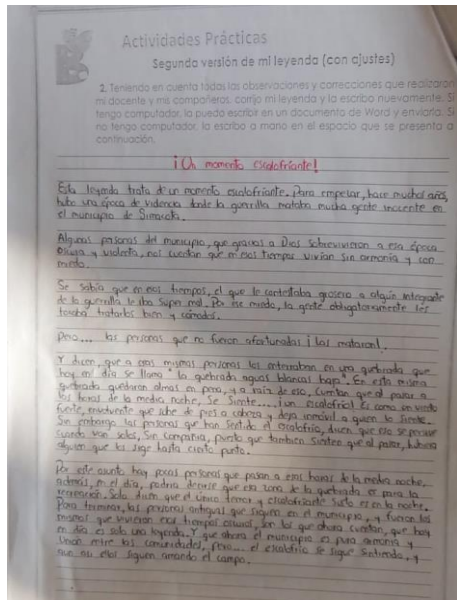 Actividades Prácticas
Segunda versión de mi leyenda (con ajustes)
2. Teniendo en cuenta todas las observaciones y correcciones que realizaron
mi docente y mis compañeros, corrijo mi leyenda y la escribo nuevamente. Si
tengo computador, la puedo escribir en un documento de Word y enviarla. Si
no tengo computador, la escribo a mano en el espacio que se presenta a
continuación.
¡Un momento escalofriante!
Esta leyenda trata de un momento escalofriante. Para empezar, hace muchos años,
hubo una época de violencia donde la guerrilla mataba mucha gente inocente en
el municipio de Simacota.
Algunas personas del municipio, que gracias a Dios sobrevivieron a esa época
oscura y violenta, nos cuentan que en esos tiempos vivían sin armonía y con
miedo.
Se sabía que en esos tiempos, el que le contestaba grosero a algún integrante
de la guerrilla le iba super mal. Por ese miedo, la gente obligatoriamente les
tocaba tratarlos bien y cómodos.
Pero... las personas que no fueron afortunadas ¡las mataron!.
Y dicen, que a esas mismas personas las enterraban en una quebrada que
hoy en día se llama "la quebrada aguas blancas baja". En esta misma
quebrada quedaron almas en pena, y a raíz de eso, cuentan que al pasar a
las horas de la media noche, Se Siente... ¡un escalofrío! Es como un viento
fuerte, envolvente que sube de pies a cabeza y deja inmóvil a quien lo siente.
Sin embargo las personas que han sentido el escalofrío, dicen que eso se percibe
cuando van solos, Sin compañía, puesto que tambien sienten que al pasar, hubiera
alguien que los sige hasta cierto punto.
Por este asunto hay pocas personas que pasan a esas horas de la media noche,
además, en el día, podría decirse que esa zona de la quebrada es para la
recreación. Solo dicen que el único temor y escalofriante susto es en la noche.
Para terminar, las personas antiguas que siguen en el municipio, y fueron las
mismas que vivieron esos tiempos oscuros, son las que ahora cuentan, que hoy
en día es solo una leyenda. Y que ahora el municipio es pura armonía y
unión entre las comunidades, pero... el escalofrío se sigue Sintiendo, y
aun así ellos siguen amando el campo.